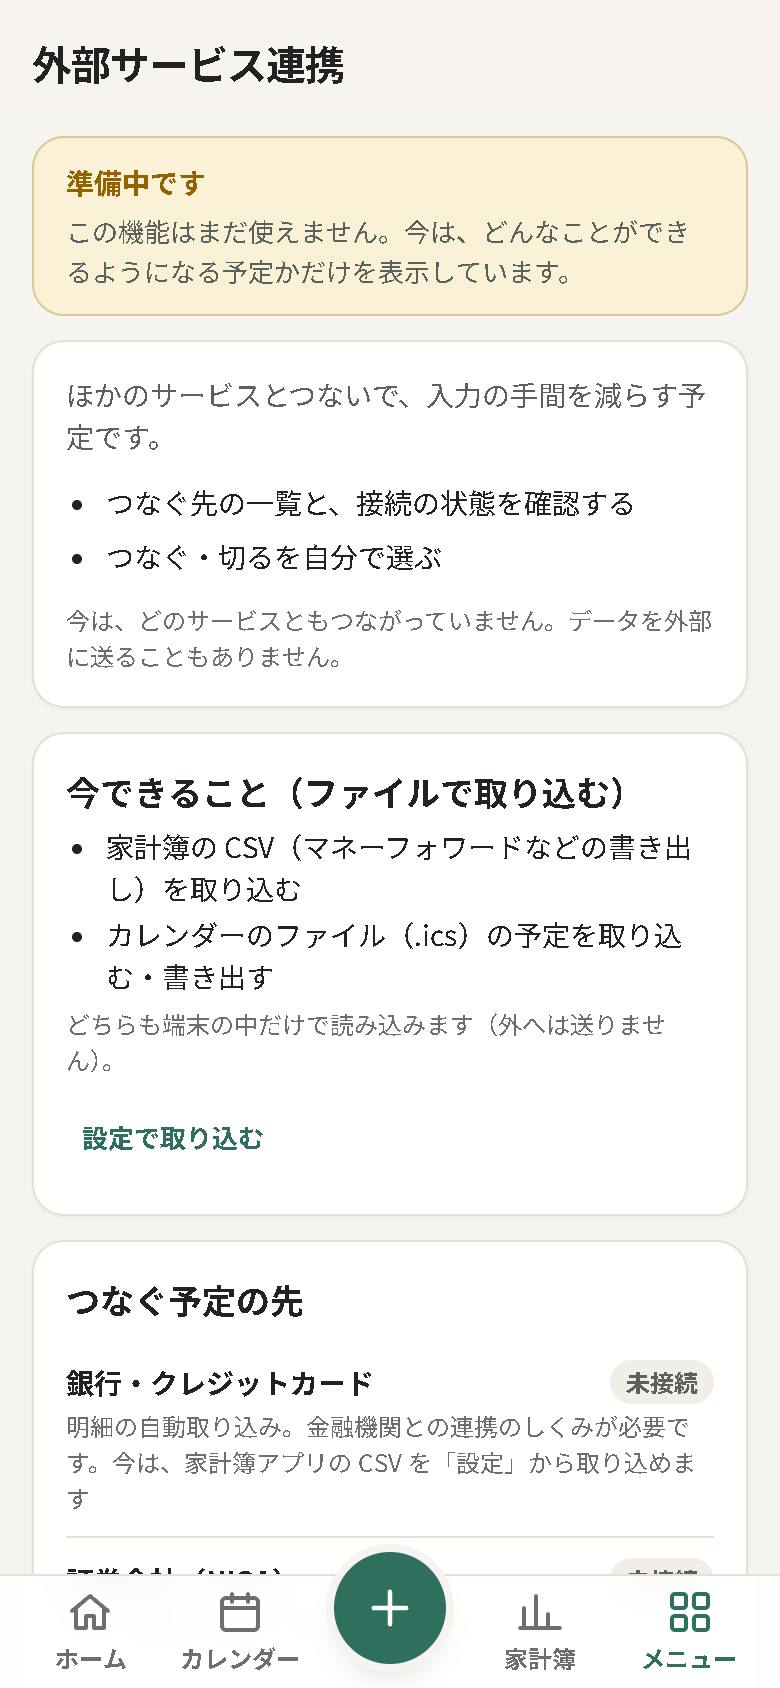 外部サービス連携
準備中です
この機能はまだ使えません。今は、どんなことができ
るようになる予定かだけを表示しています。
ほかのサービスとつないで、入力の手間を減らす予
定です。
• つなぐ先の一覧と、接続の状態を確認する
• つなぐ・切るを自分で選ぶ
今は、どのサービスともつながっていません。データを外部
に送ることもありません。
今できること（ファイルで取り込む）
• 家計簿の CSV（マネーフォワードなどの書き出
し）を取り込む
• カレンダーのファイル（.ics）の予定を取り込
む・書き出す
どちらも端末の中だけで読み込みます（外へは送りませ
ん）。
設定で取り込む
つなぐ予定の先
銀行・クレジットカード 未接続
明細の自動取り込み。金融機関との連携のしくみが必要で
す。今は、家計簿アプリの CSV を「設定」から取り込めま
す
ホーム カレンダー 家計簿 メニュー